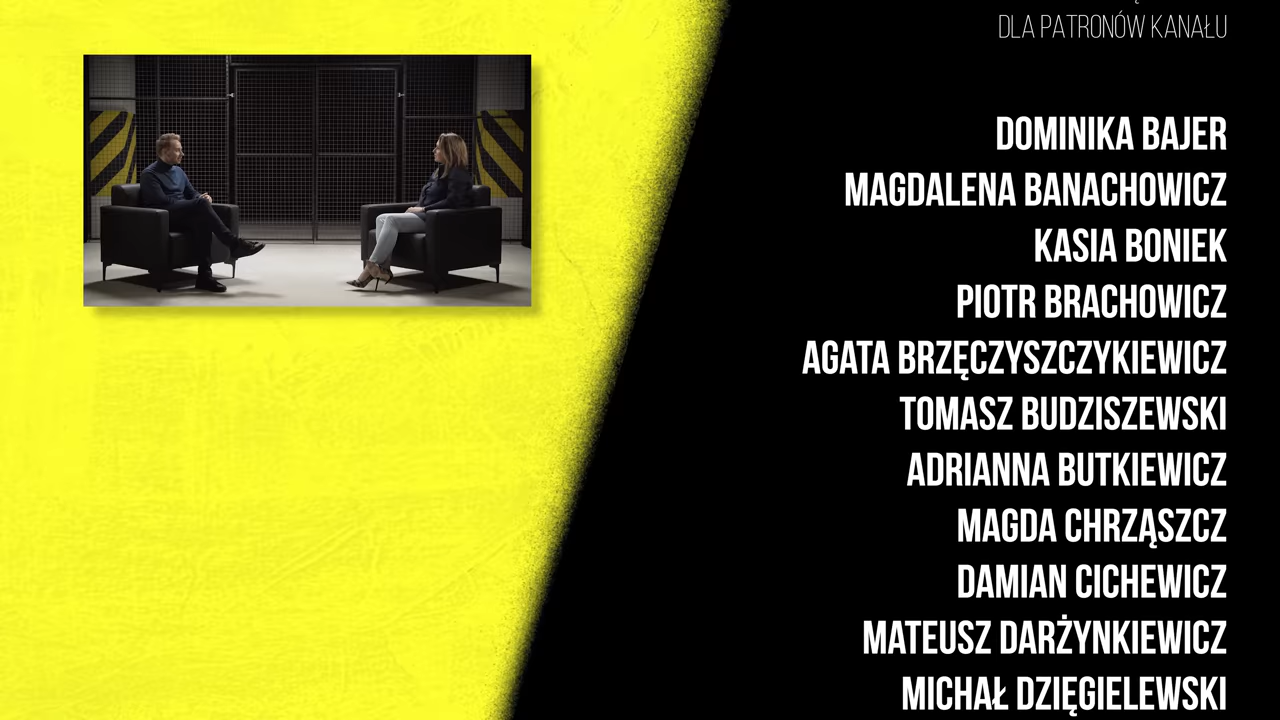 DLA PATRONÓW KANAŁU
DOMINIKA BAJER
MAGDALENA BANACHOWICZ
KASIA BONIEK
PIOTR BRACHOWICZ
AGATA BRZĘCZYSZCZYKIEWICZ
TOMASZ BUDZISZEWSKI
ADRIANNA BUTKIEWICZ
MAGDA CHRZĄSZCZ
DAMIAN CICHEWICZ
MATEUSZ DARŻYNKIEWICZ
MICHAŁ DZIĘGIELEWSKI